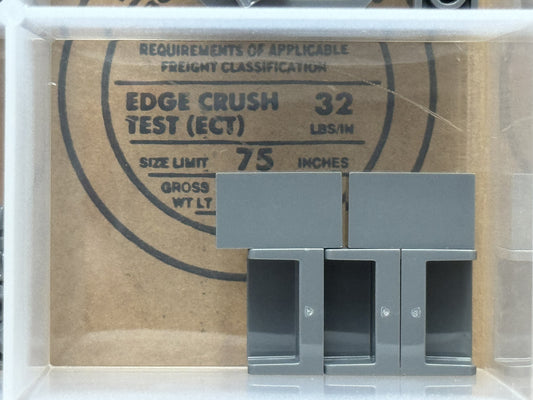 REQUIREMENTS OF APPLICABLE
FREIGHT CLASSIFICATION
EDGE CRUSH 32
TEST (ECT) LBS/IN
SIZE LIMIT 75 INCHES
GROSS
WT LT